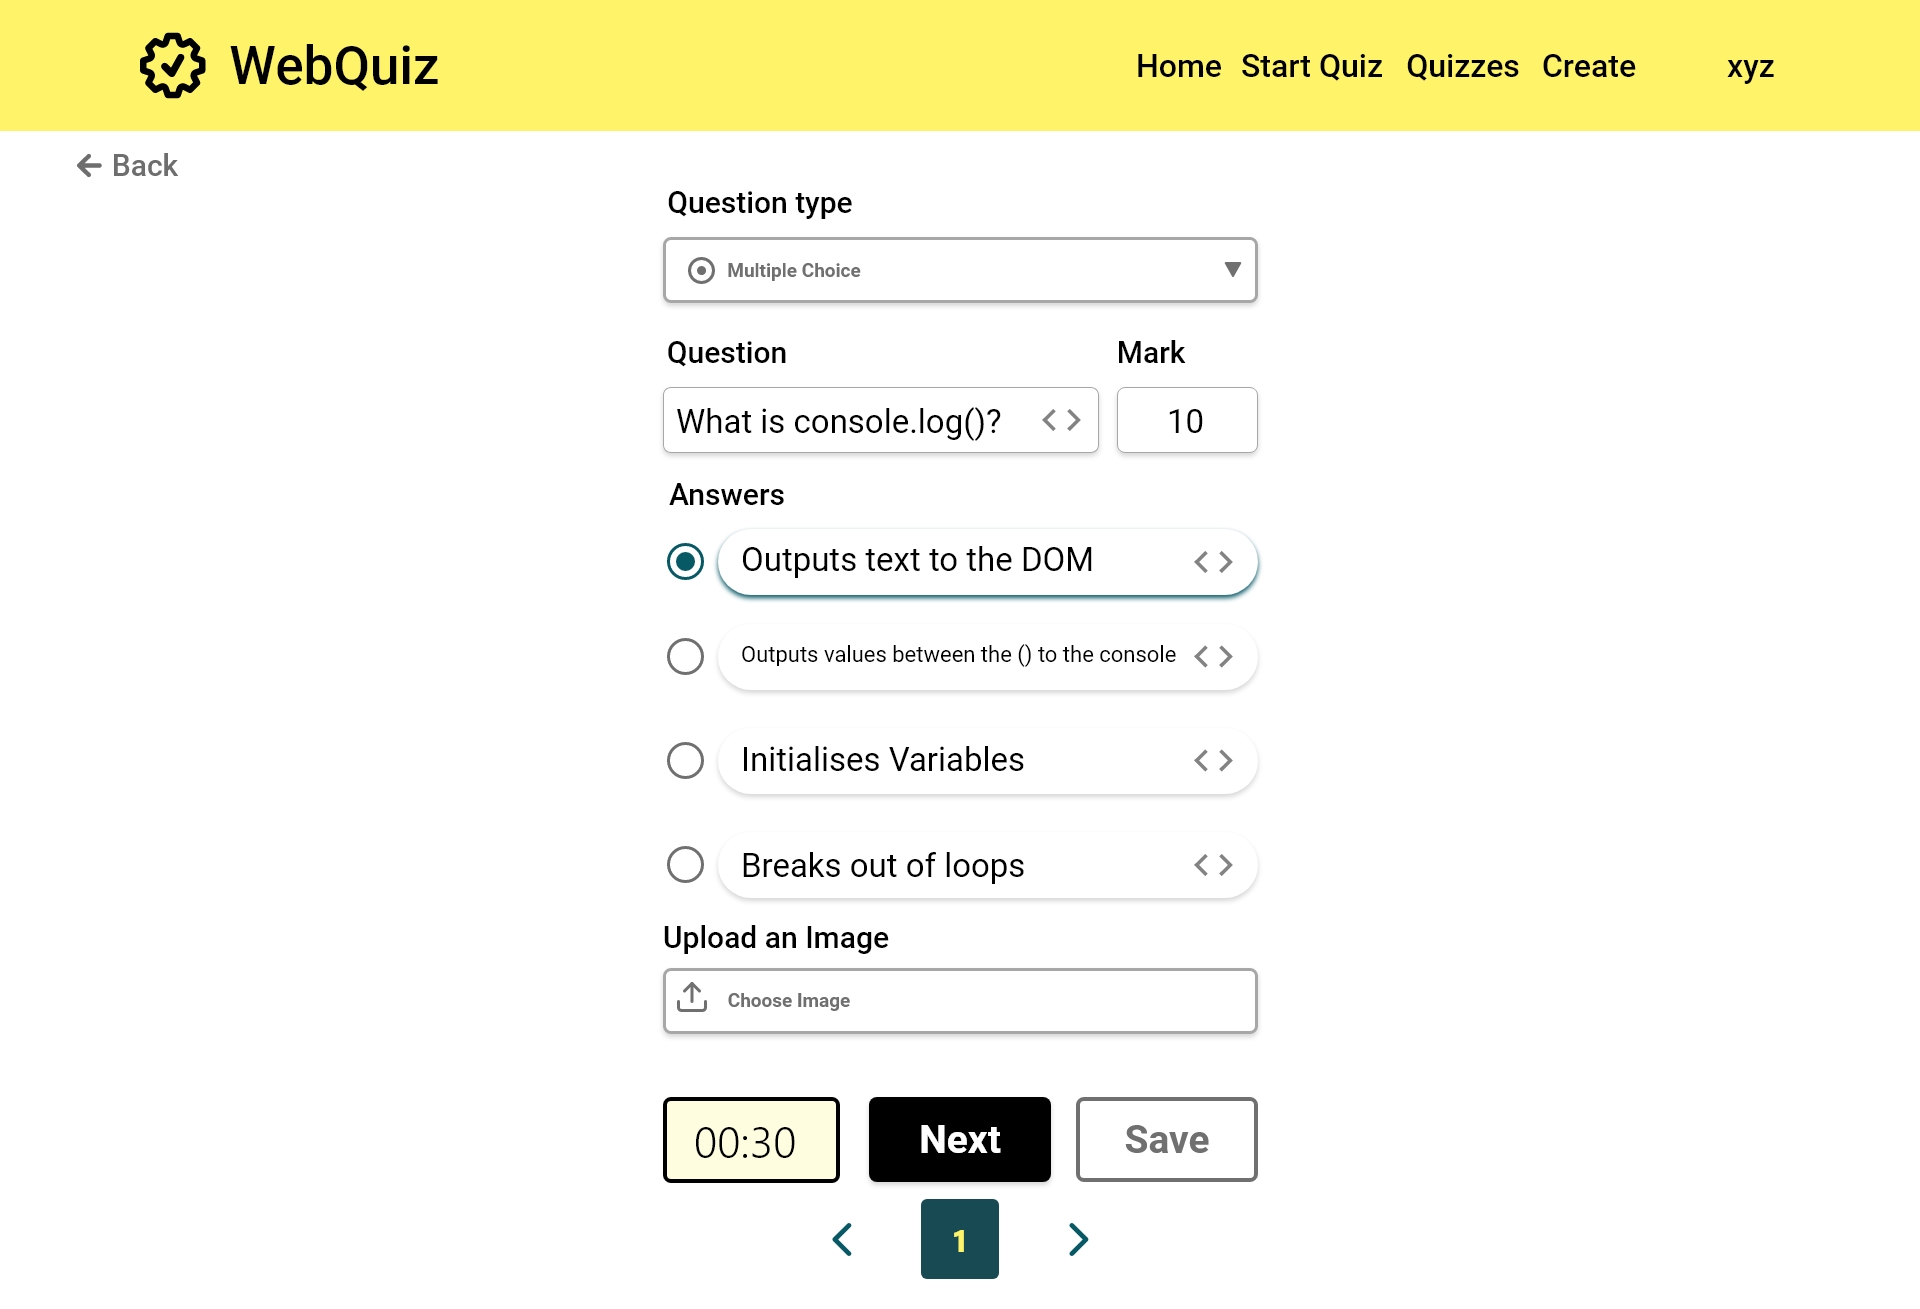 WebQuiz
Home Start Quiz Quizzes Create xyz
Back
Question type
Multiple Choice
Question Mark
What is console.log()? <> 10
Answers
Outputs text to the DOM <>
Outputs values between the () to the console <>
Initialises Variables <>
Breaks out of loops <>
Upload an Image
Choose Image
00:30 Next Save
1